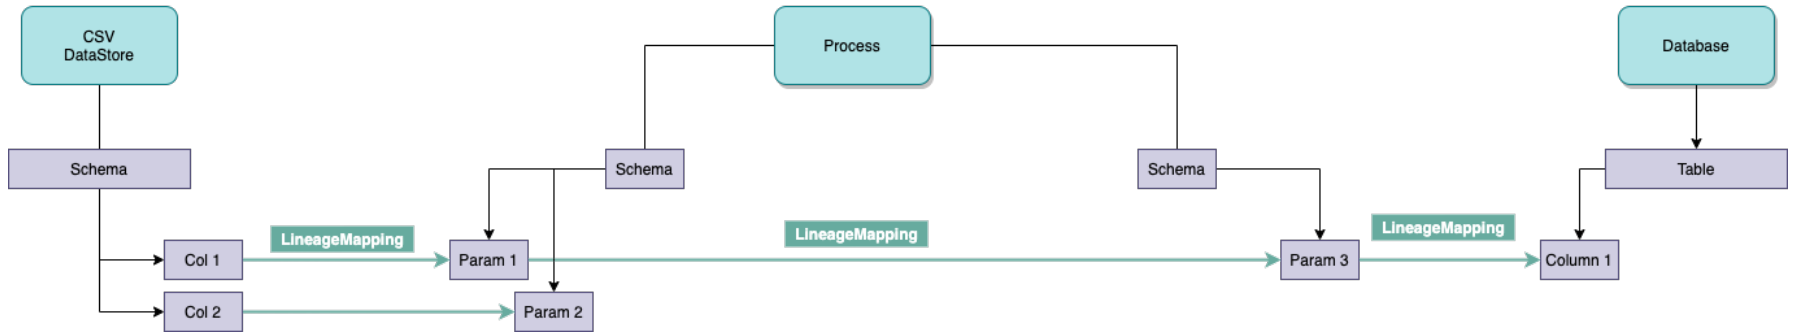 CSV
DataStore
Process
Database
Schema
Schema
Schema
Table
LineageMapping
LineageMapping
LineageMapping
Col 1
Param 1
Param 3
Column 1
Col 2
Param 2